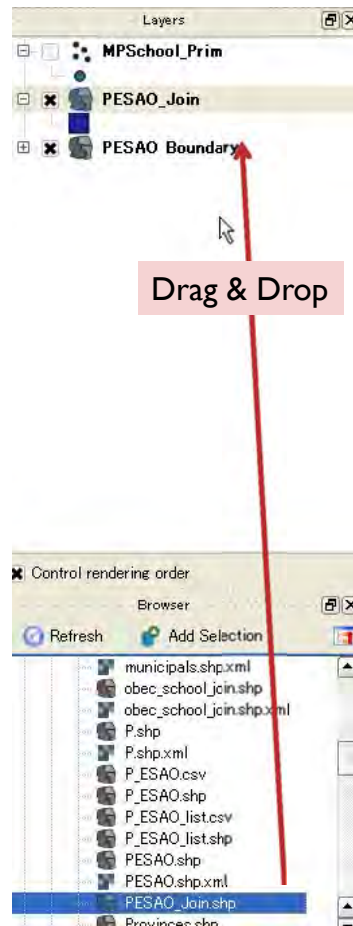 Layers
MPSchool_Prim
PESAO_Join
PESAO Boundary
Drag & Drop
Control rendering order
Browser
Refresh Add Selection
municipals.shp.xml
obec_school_join.shp
obec_school_join.shp.xml
P.shp
P.shp.xml
P_ESAO.csv
P_ESAO.shp
P_ESAO_list.csv
P_ESAO_list.shp
PESAO.shp
PESAO.shp.xml
PESAO_Join.shp
Provinces.shp